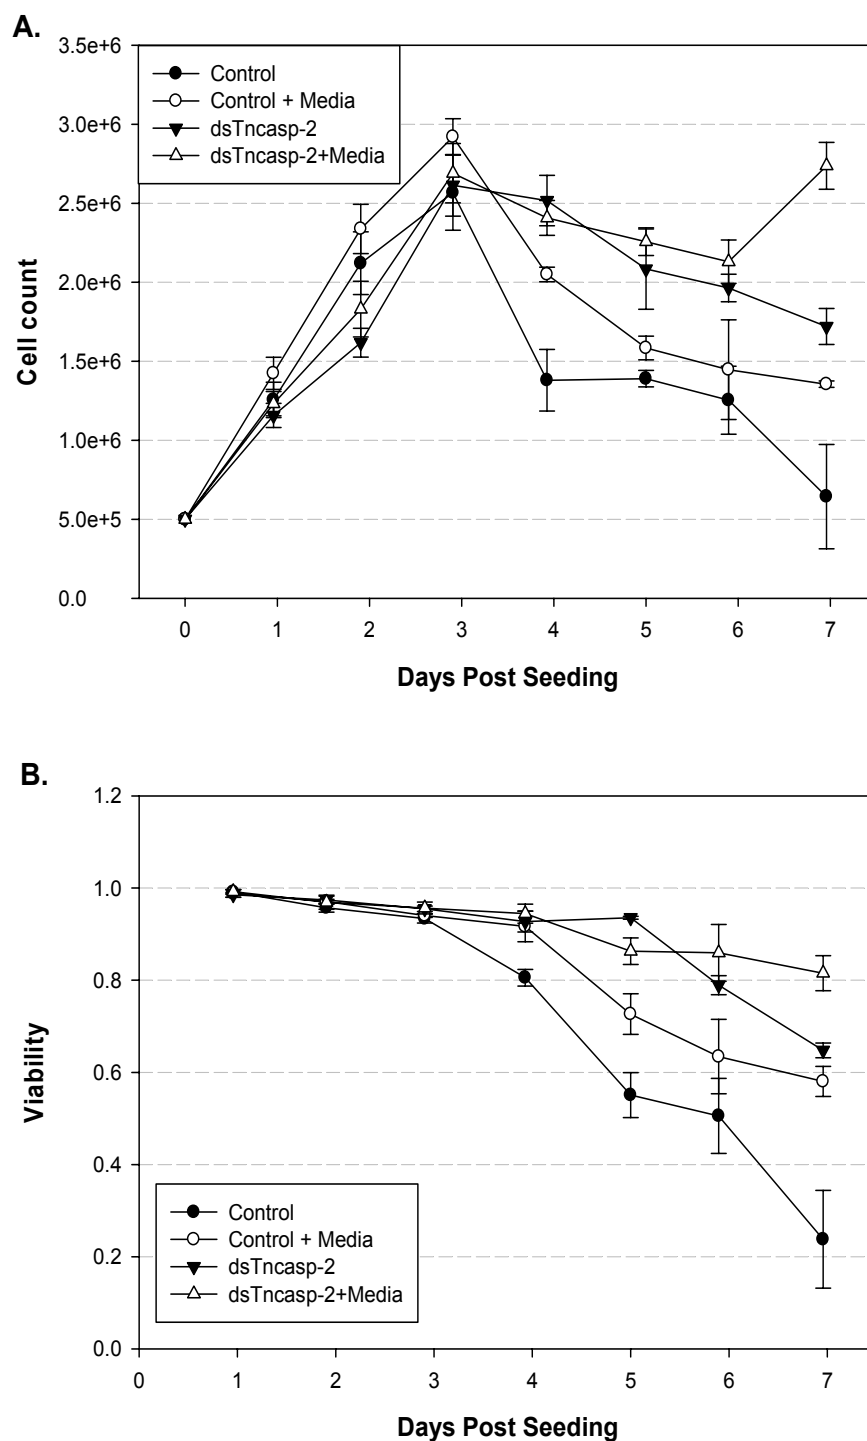 A.
3.5e+6
3.0e+6
2.5e+6
2.0e+6
1.5e+6
1.0e+6
5.0e+5
0.0
Cell count
Control
Control + Media
dsTncasp-2
dsTncasp-2+Media
0 1 2 3 4 5 6 7
Days Post Seeding
B.
1.2
1.0
0.8
0.6
0.4
0.2
0.0
Viability
Control
Control + Media
dsTncasp-2
dsTncasp-2+Media
0 1 2 3 4 5 6 7
Days Post Seeding